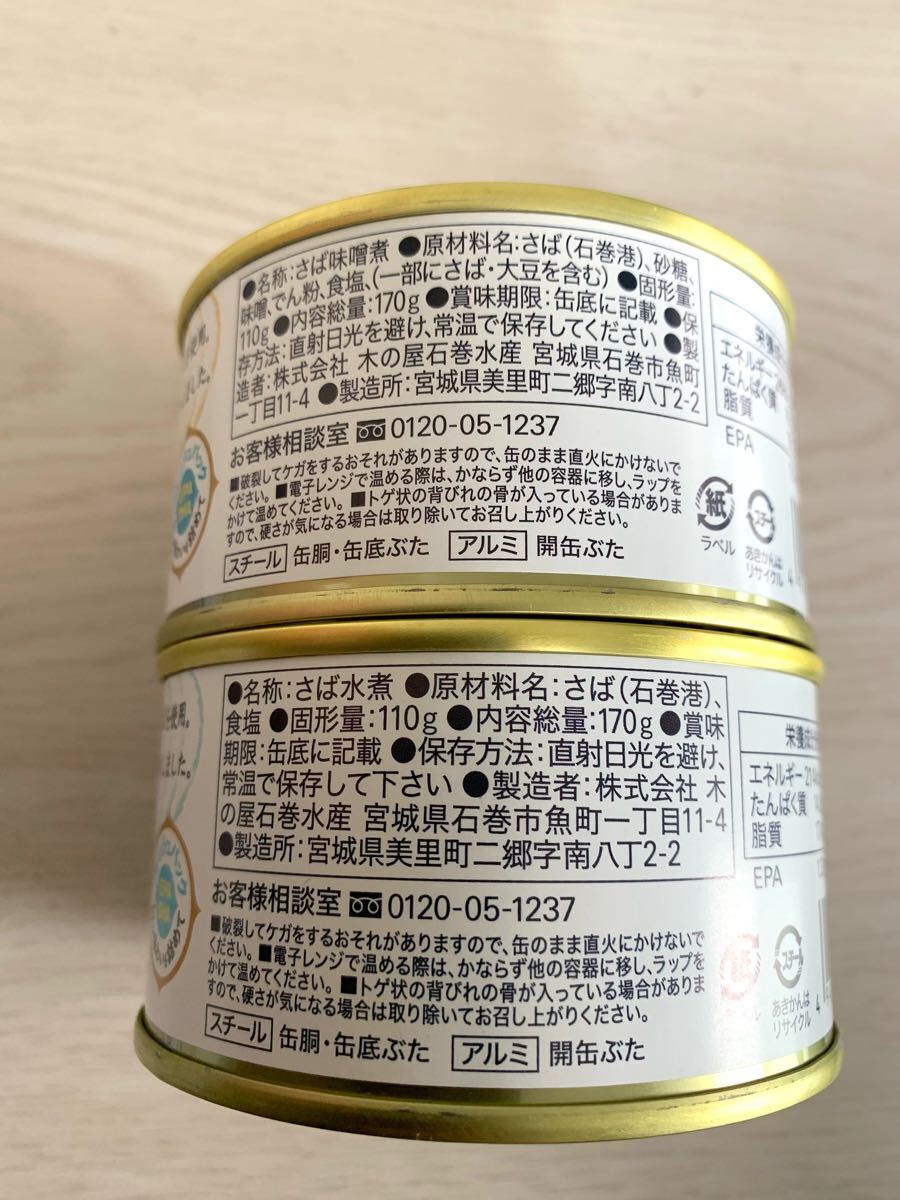 ●名称：さば味噌煮 ●原材料名：さば（石巻港）、砂糖、
味噌、でん粉、食塩、（一部にさば・大豆を含む） ●固形量：
110g ●内容総量：170g ●賞味期限：缶底に記載 ●保
存方法：直射日光を避け、常温で保存してください ●製
造者：株式会社 木の屋石巻水産 宮城県石巻市魚町
一丁目11-4 ●製造所：宮城県美里町二郷字南八丁2-2
お客様相談室 0120-05-1237
■破裂してケガをするおそれがありますので、缶のまま直火にかけないで
ください。■電子レンジで温める際は、かならず他の容器に移し、ラップを
かけて温めてください。■トゲ状の背びれの骨が入っている場合がありま
すので、硬さが気になる場合は取り除いてお召し上がりください。
スチール 缶胴・缶底ぶた アルミ 開缶ぶた
紙
ラベル
スチール
あきかんは
リサイクル
4
エネルギー
たんぱく質
脂質
EPA
使用。
ました。
●名称：さば水煮 ●原材料名：さば（石巻港）、
食塩 ●固形量：110g ●内容総量：170g ●賞味
期限：缶底に記載 ●保存方法：直射日光を避け、
常温で保存して下さい ●製造者：株式会社 木
の屋石巻水産 宮城県石巻市魚町一丁目11-4
●製造所：宮城県美里町二郷字南八丁2-2
お客様相談室 0120-05-1237
■破裂してケガをするおそれがありますので、缶のまま直火にかけないで
ください。■電子レンジで温める際は、かならず他の容器に移し、ラップを
かけて温めてください。■トゲ状の背びれの骨が入っている場合があります
ので、硬さが気になる場合は取り除いてお召し上がりください。
スチール 缶胴・缶底ぶた アルミ 開缶ぶた
紙
スチール
あきかんは
リサイクル
4
栄養成分
エネルギー
たんぱく質
脂質
EPA
使用。
ました。